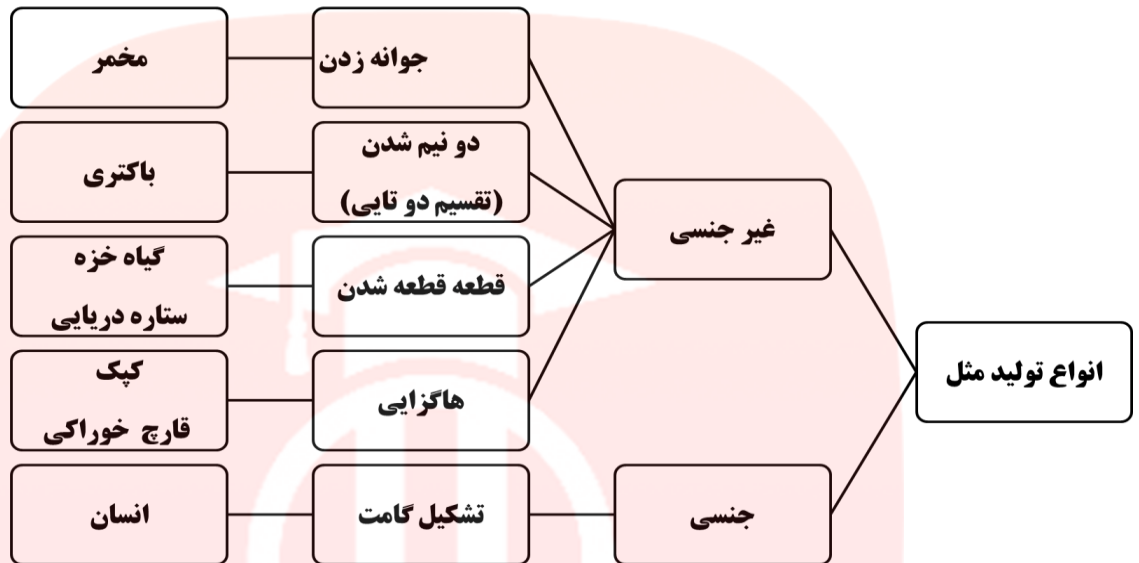 انواع تولید مثل
غیر جنسی
جوانه زدن
مخمر
دو نیم شدن
(تقسیم دو تایی)
باکتری
قطعه قطعه شدن
گیاه خزه
ستاره دریایی
هاگزایی
کپک
قارچ خوراکی
جنسی
تشکیل گامت
انسان